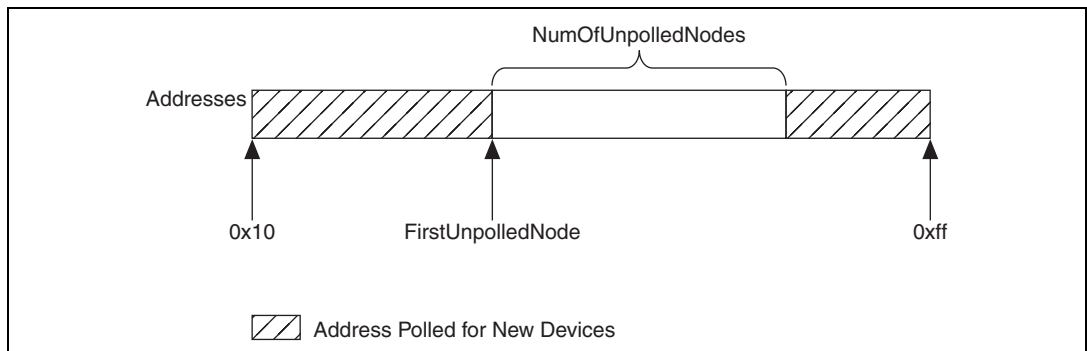 NumOfUnpolledNodes
Addresses
0x10
FirstUnpolledNode
0xff
Address Polled for New Devices